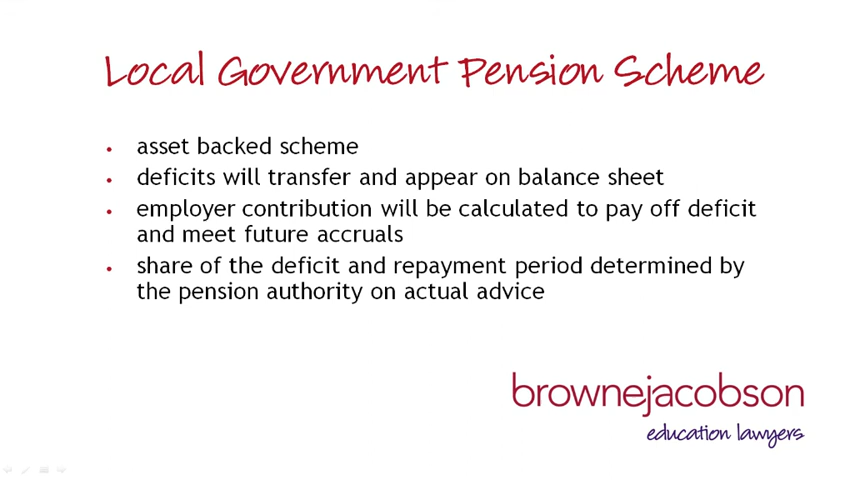 Local Government Pension Scheme
• asset backed scheme
• deficits will transfer and appear on balance sheet
• employer contribution will be calculated to pay off deficit
and meet future accruals
• share of the deficit and repayment period determined by
the pension authority on actual advice
brownejacobson
education lawyers